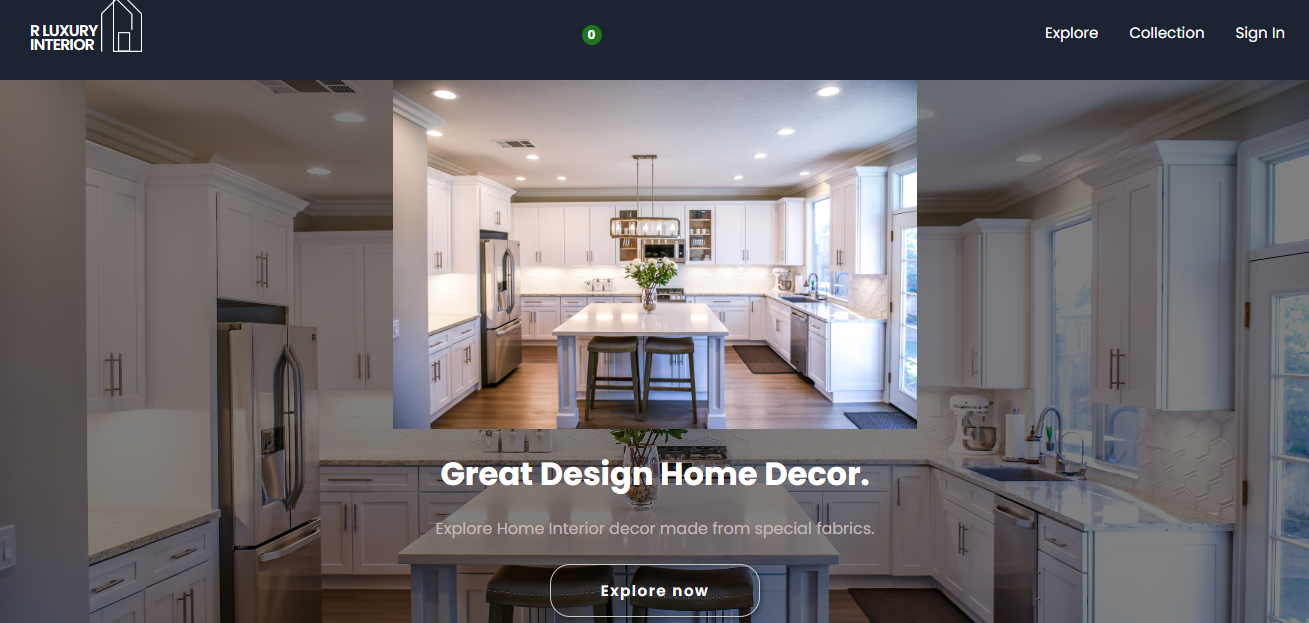 R LUXURY
INTERIOR
0
Explore
Collection
Sign In
Great Design Home Decor.
Explore Home Interior decor made from special fabrics.
Explore now